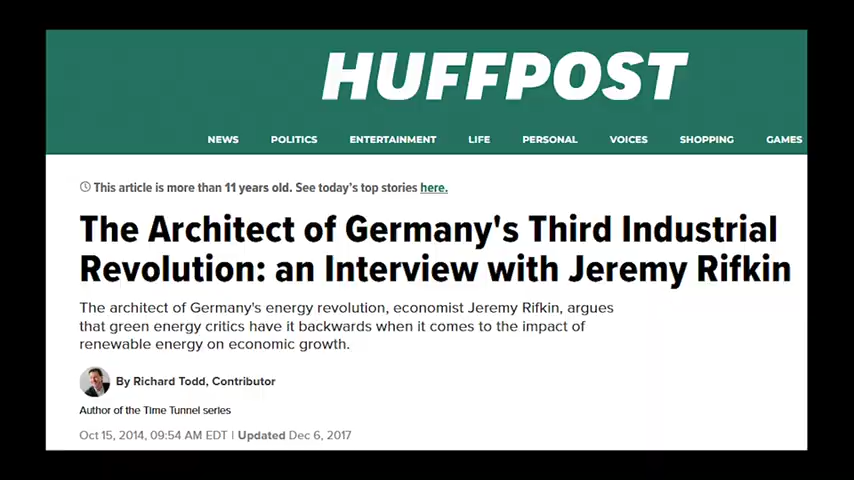 HUFFPOST
NEWS POLITICS ENTERTAINMENT LIFE PERSONAL VOICES SHOPPING GAMES
This article is more than 11 years old. See today's top stories here.
The Architect of Germany's Third Industrial
Revolution: an Interview with Jeremy Rifkin
The architect of Germany's energy revolution, economist Jeremy Rifkin, argues
that green energy critics have it backwards when it comes to the impact of
renewable energy on economic growth.
By Richard Todd, Contributor
Author of the Time Tunnel series
Oct 15, 2014, 09:54 AM EDT | Updated Dec 6, 2017